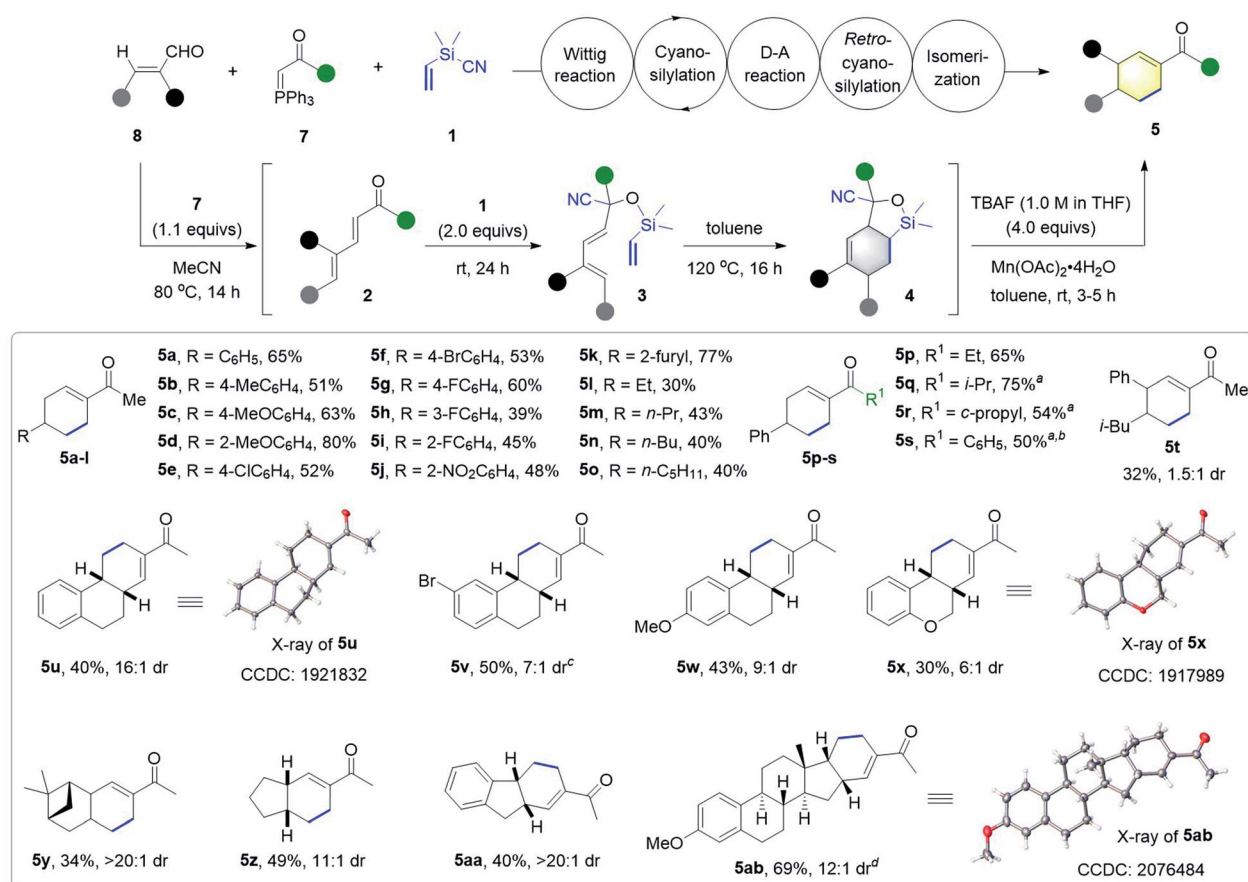 H
CHO
8
+
O
PPh3
7
+
Si
CN
1
Wittig
reaction
Cyano-
silylation
D-A
reaction
Retro-
cyano-
silylation
Isomeri-
zation
O
5
7
(1.1 equivs)
MeCN
80 °C, 14 h
O
2
1
(2.0 equivs)
rt, 24 h
NC
O
Si
3
toluene
120 °C, 16 h
NC
O
Si
4
TBAF (1.0 M in THF)
(4.0 equivs)
Mn(OAc)2•4H2O
toluene, rt, 3-5 h
O
Me
R
5a-l
5a, R = C6H5, 65%
5b, R = 4-MeC6H4, 51%
5c, R = 4-MeOC6H4, 63%
5d, R = 2-MeOC6H4, 80%
5e, R = 4-ClC6H4, 52%
5f, R = 4-BrC6H4, 53%
5g, R = 4-FC6H4, 60%
5h, R = 3-FC6H4, 39%
5i, R = 2-FC6H4, 45%
5j, R = 2-NO2C6H4, 48%
5k, R = 2-furyl, 77%
5l, R = Et, 30%
5m, R = n-Pr, 43%
5n, R = n-Bu, 40%
5o, R = n-C5H11, 40%
O
R1
Ph
5p-s
5p, R1 = Et, 65%
5q, R1 = i-Pr, 75%a
5r, R1 = c-propyl, 54%a
5s, R1 = C6H5, 50%a,b
Ph
O
Me
i-Bu
5t
32%, 1.5:1 dr
O
H
H
5u, 40%, 16:1 dr
X-ray of 5u
CCDC: 1921832
O
Br
H
H
5v, 50%, 7:1 drc
O
H
H
MeO
5w, 43%, 9:1 dr
O
H
H
O
5x, 30%, 6:1 dr
X-ray of 5x
CCDC: 1917989
O
5y, 34%, >20:1 dr
H
O
H
5z, 49%, 11:1 dr
H
O
H
5aa, 40%, >20:1 dr
H
O
H
H
H
MeO
5ab, 69%, 12:1 drd
X-ray of 5ab
CCDC: 2076484